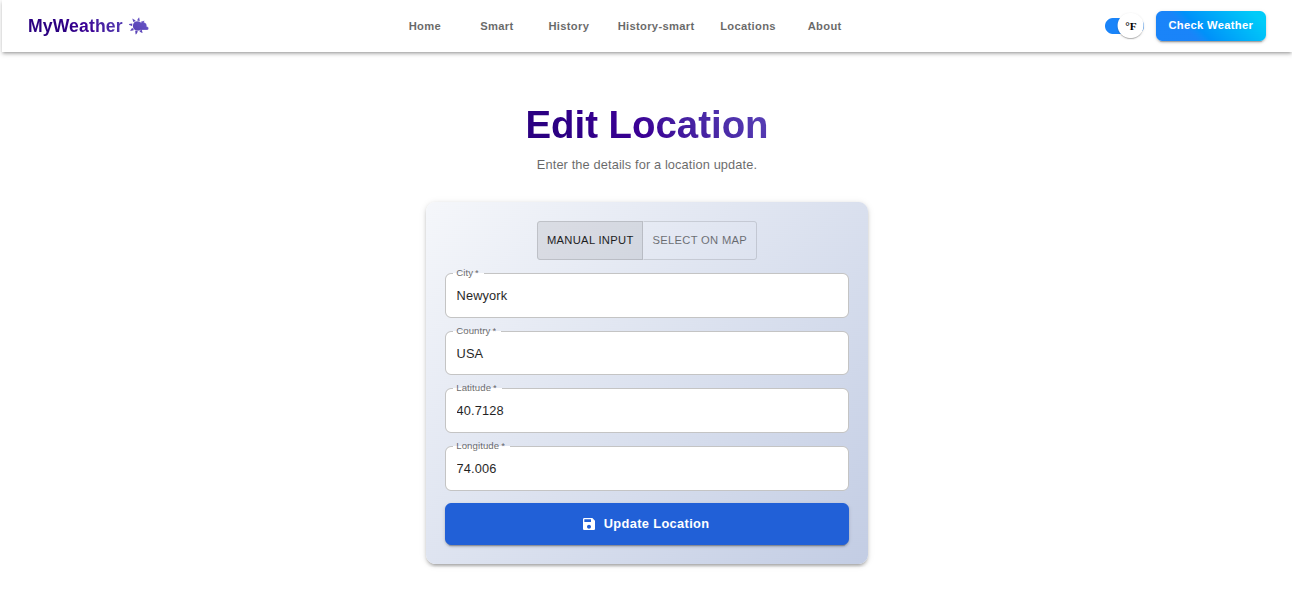 MyWeather
Home Smart History History-smart Locations About
°F
Check Weather
Edit Location
Enter the details for a location update.
MANUAL INPUT SELECT ON MAP
City *
Newyork
Country *
USA
Latitude *
40.7128
Longitude *
74.006
Update Location